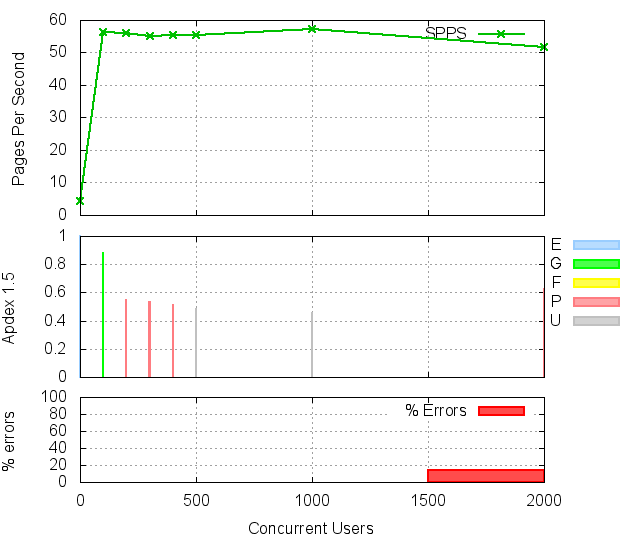 60
50
40
30
20
10
0
Pages Per Second
SPPS
1
0.8
0.6
0.4
0.2
0
Apdex 1.5
E
G
F
P
U
100
80
60
40
20
0
% errors
% Errors
0 500 1000 1500 2000
Concurrent Users